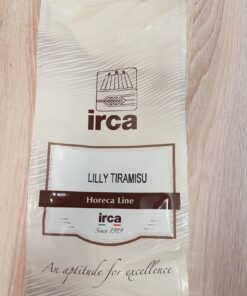 irca
LILLY TIRAMISU
Horeca Line
irca
Since 1919
An aptitude for excellence